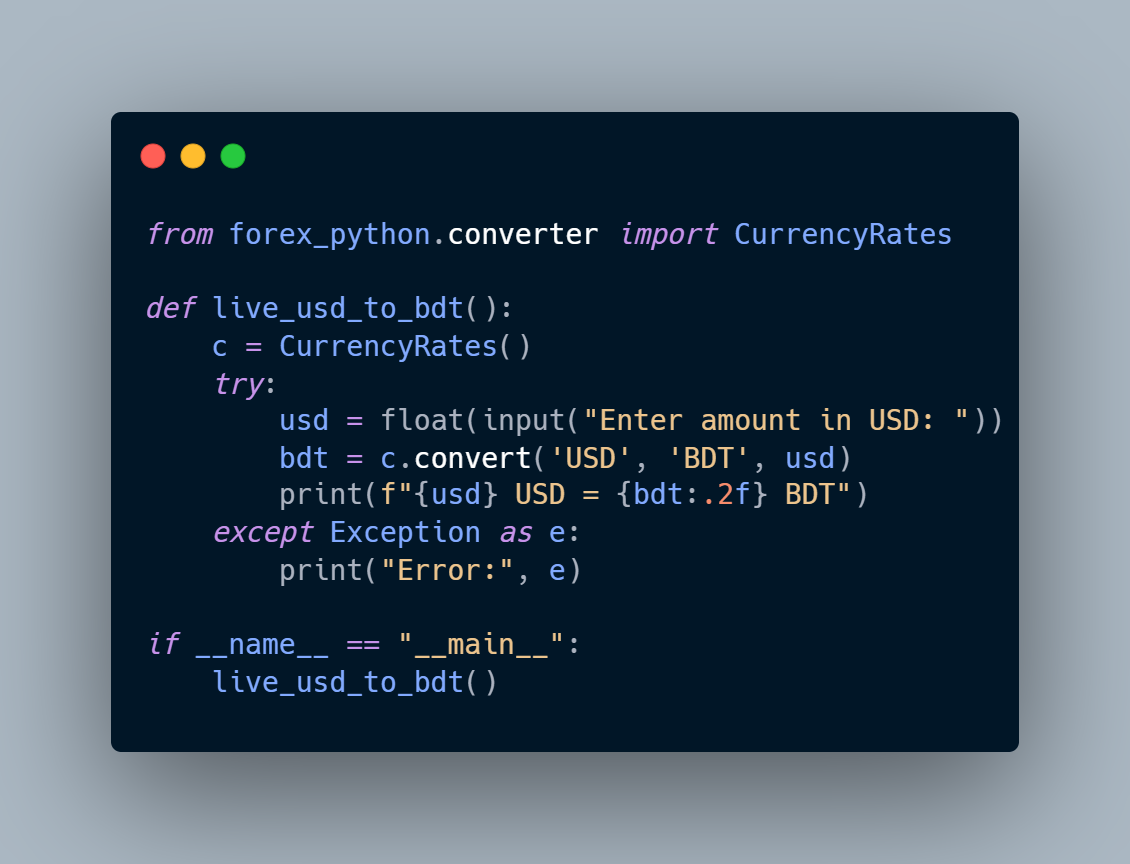 from forex_python.converter import CurrencyRates

def live_usd_to_bdt():
    c = CurrencyRates()
    try:
        usd = float(input("Enter amount in USD: "))
        bdt = c.convert('USD', 'BDT', usd)
        print(f"{usd} USD = {bdt:.2f} BDT")
    except Exception as e:
        print("Error:", e)

if __name__ == "__main__":
    live_usd_to_bdt()